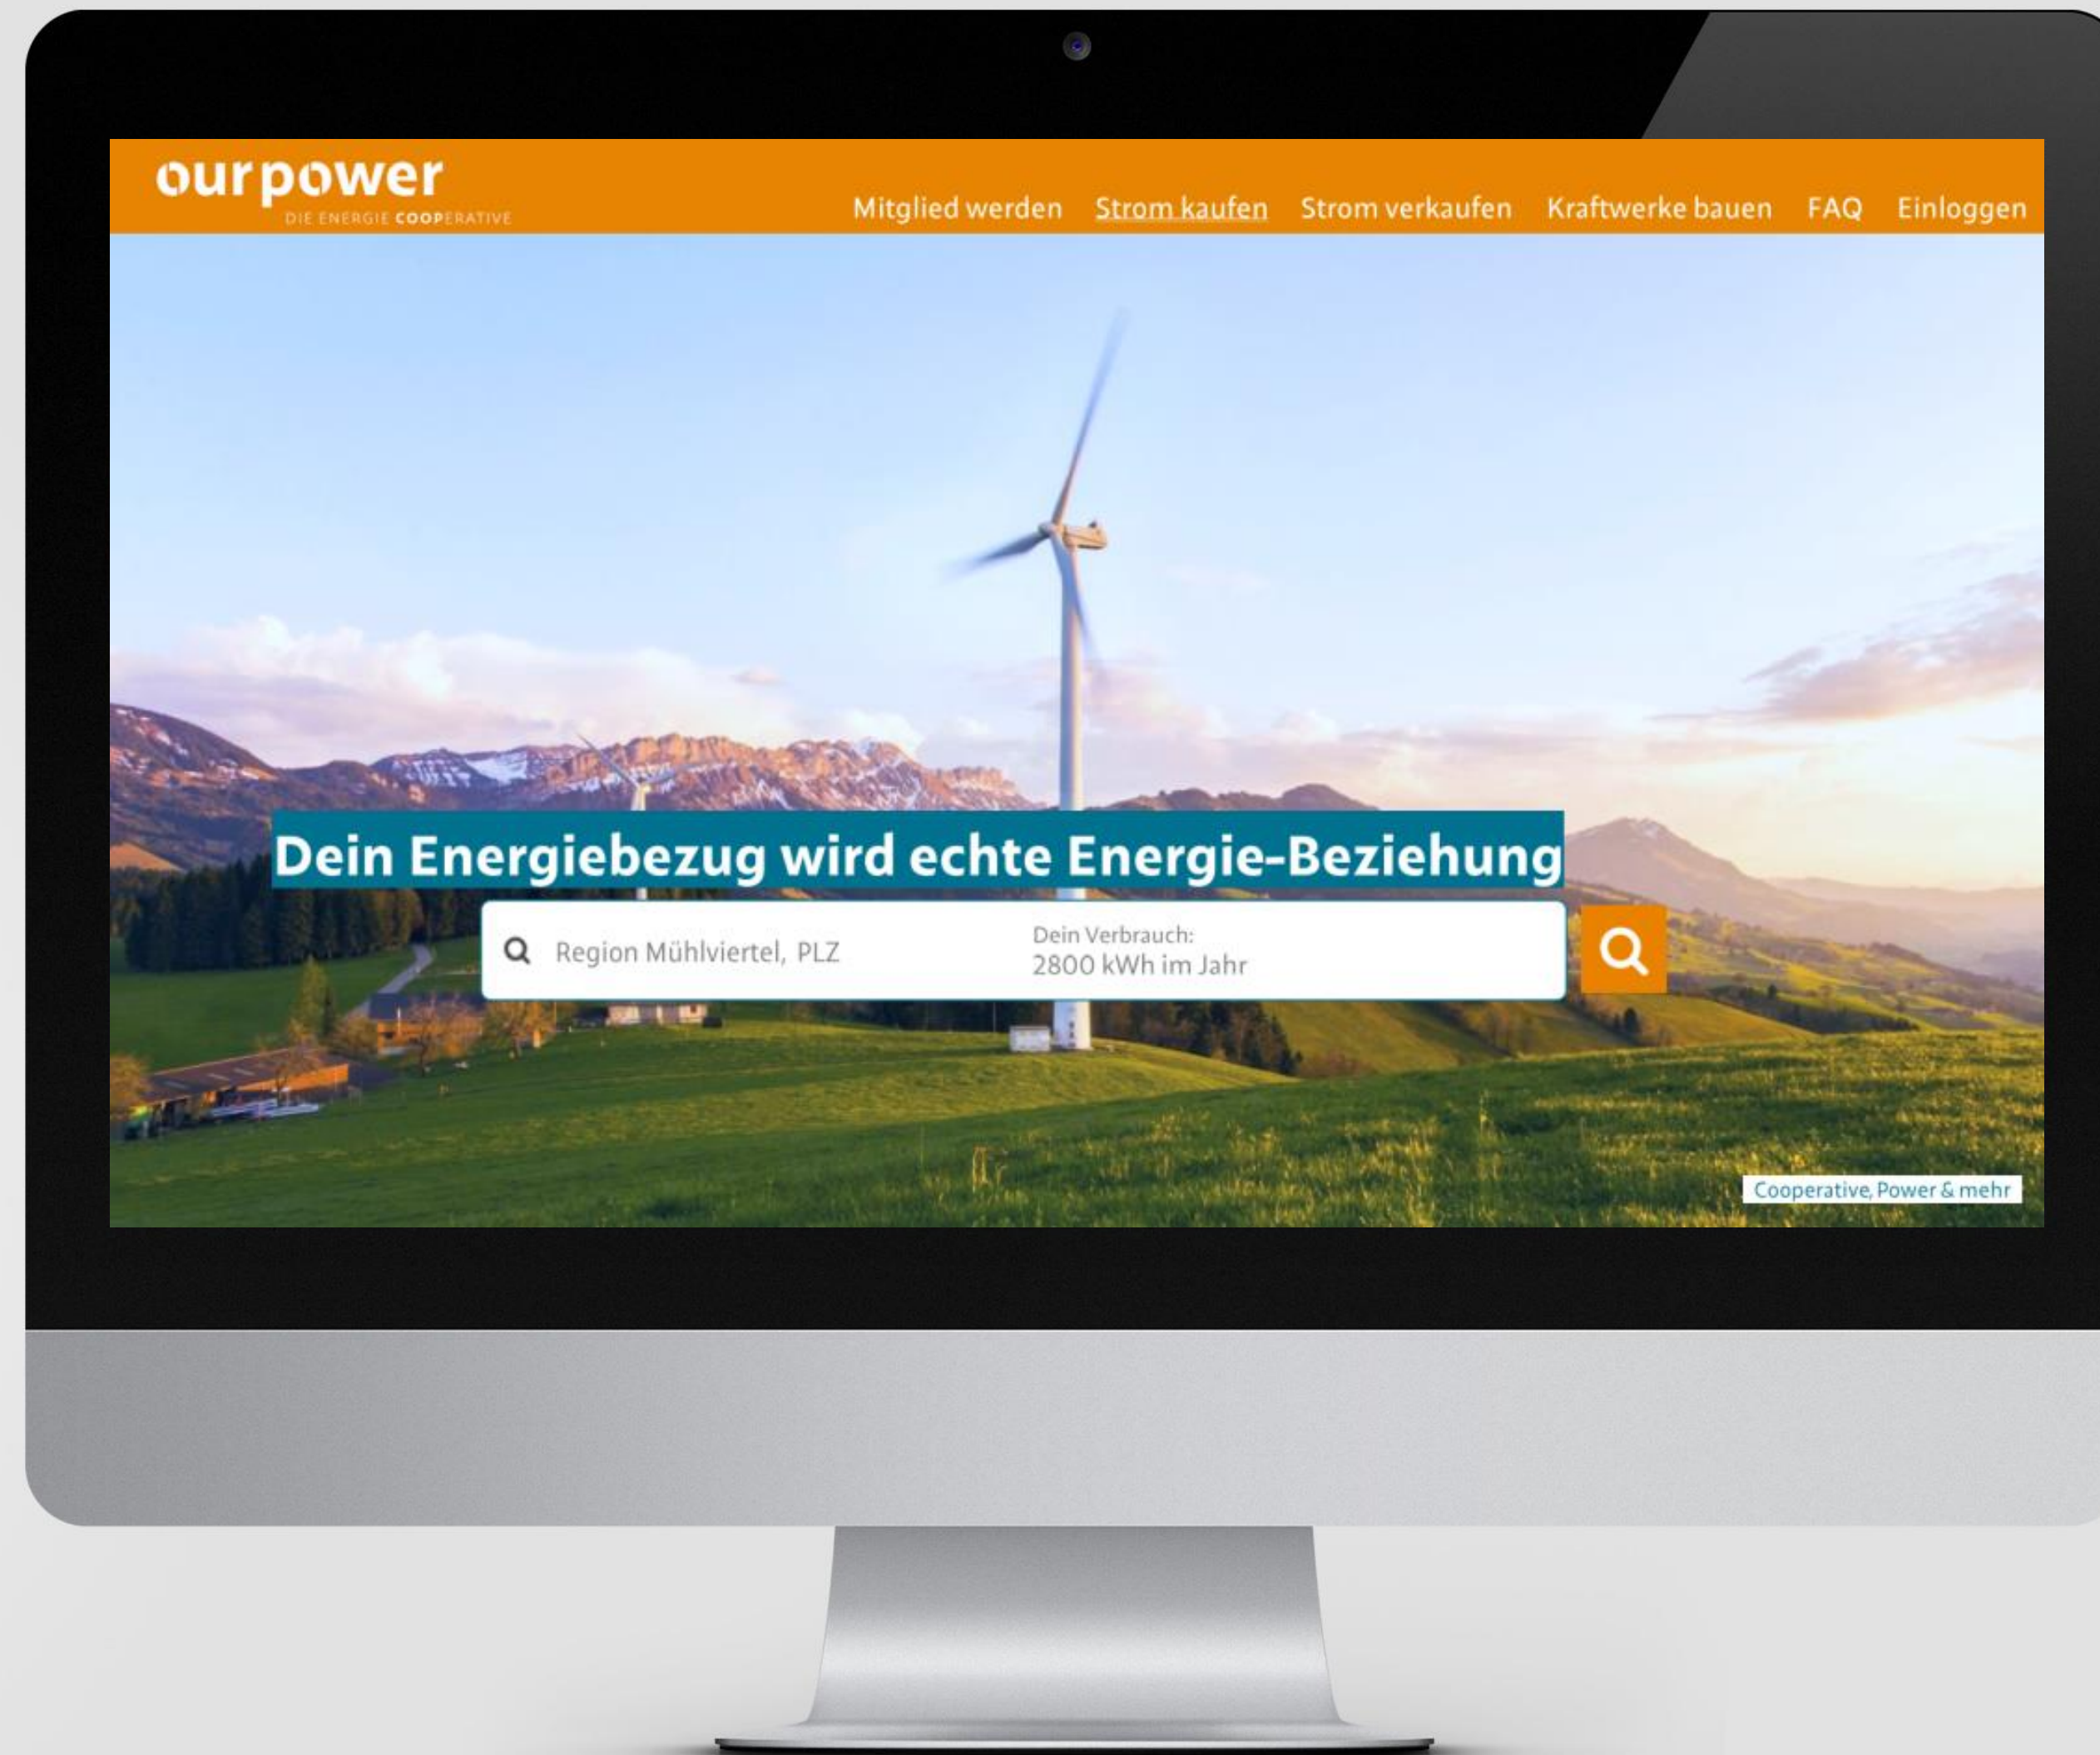 ourpower
DIE ENERGIE COOPERATIVE
Mitglied werden Strom kaufen Strom verkaufen Kraftwerke bauen FAQ Einloggen
Dein Energiebezug wird echte Energie-Beziehung
Region Mühlviertel, PLZ
Dein Verbrauch:
2800 kWh im Jahr
Cooperative, Power & mehr